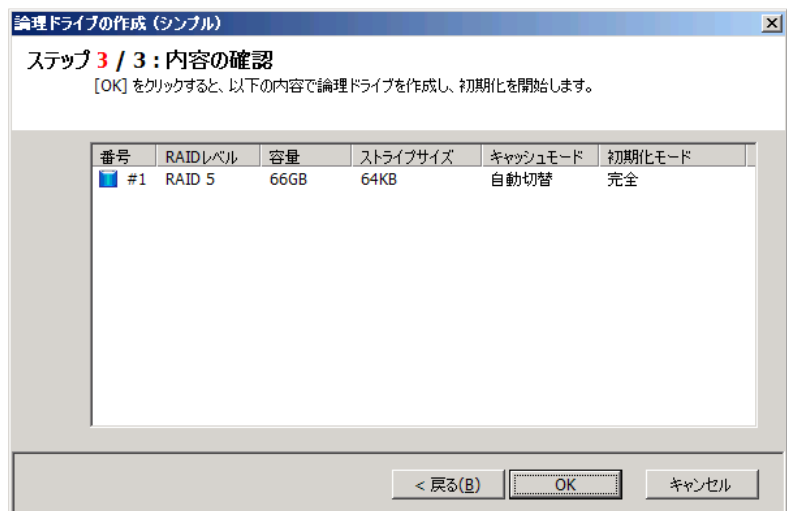 論理ドライブの作成（シンプル）
ステップ 3 / 3 : 内容の確認
[OK] をクリックすると、以下の内容で論理ドライブを作成し、初期化を開始します。
番号 RAIDレベル 容量 ストライプサイズ キャッシュモード 初期化モード
#1 RAID 5 66GB 64KB 自動切替 完全
< 戻る(B) OK キャンセル